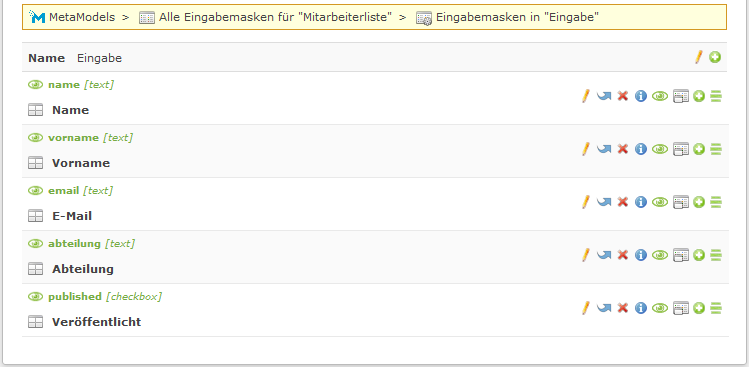 MetaModels > Alle Eingabemasken für "Mitarbeiterliste" > Eingabemasken in "Eingabe"
Name Eingabe
name [text]
Name
vorname [text]
Vorname
email [text]
E-Mail
abteilung [text]
Abteilung
published [checkbox]
Veröffentlicht